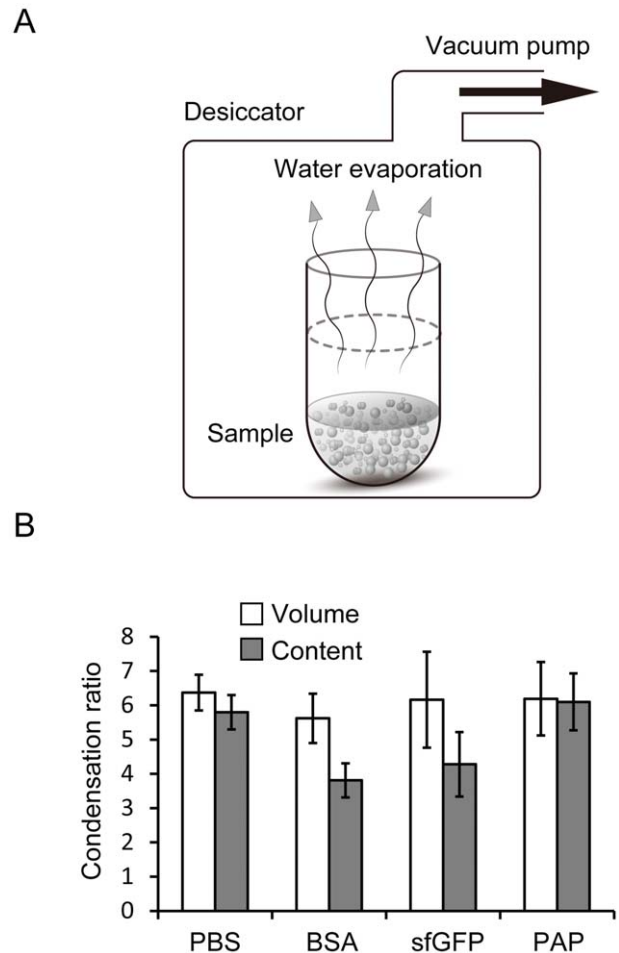 A
Vacuum pump
Desiccator
Water evaporation
Sample
B
Volume
Content
8
7
6
5
4
3
2
1
0
Condensation ratio
PBS BSA sfGFP PAP